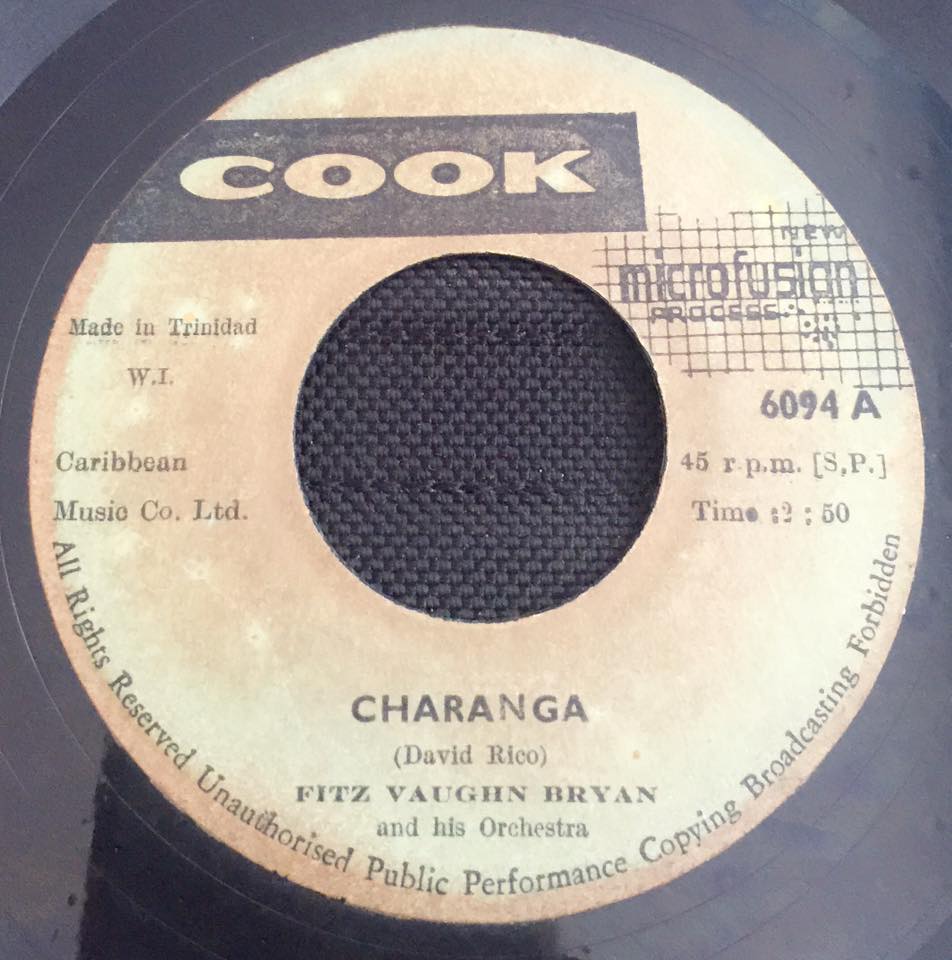 COOK
NEW
microfusion
PROCESS
Made in Trinidad
W.I.
6094 A
Caribbean
Music Co. Ltd.
45 r.p.m. [S.P.]
Time :2 : 50
CHARANGA
(David Rico)
FITZ VAUGHN BRYAN
and his Orchestra
All Rights Reserved Unauthorised Public Performance Copying Broadcasting Forbidden